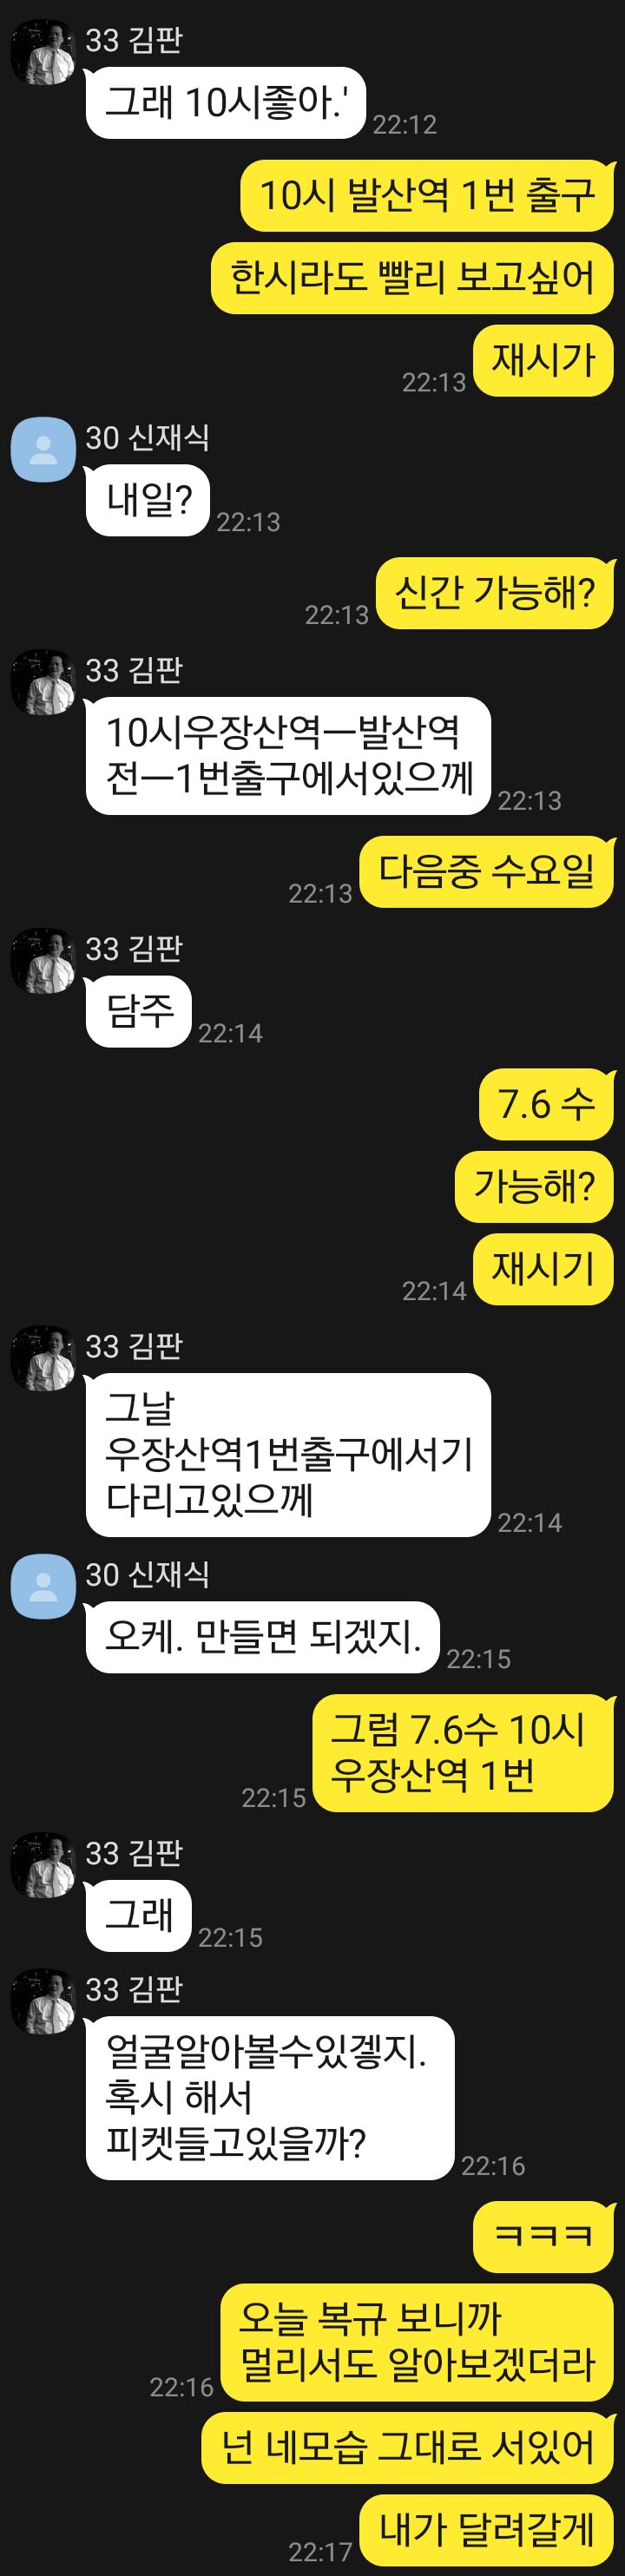 33 김판
그래 10시좋아.'
22:12
10시 발산역 1번 출구
한시라도 빨리 보고싶어
재시가
22:13
30 신재식
내일?
22:13
신간 가능해?
22:13
33 김판
10시우장산역ㅡ발산역
전ㅡ1번출구에서있으께
22:13
다음중 수요일
22:13
33 김판
담주
22:14
7.6 수
가능해?
재시기
22:14
33 김판
그날
우장산역1번출구에서기
다리고있으께
22:14
30 신재식
오케. 만들면 되겠지.
22:15
그럼 7.6수 10시
우장산역 1번
22:15
33 김판
그래
22:15
33 김판
얼굴알아볼수있겧지.
혹시 해서
피켓들고있을까?
22:16
ㅋㅋㅋ
오늘 복규 보니까
멀리서도 알아보겠더라
22:16
넌 네모습 그대로 서있어
내가 달려갈게
22:17